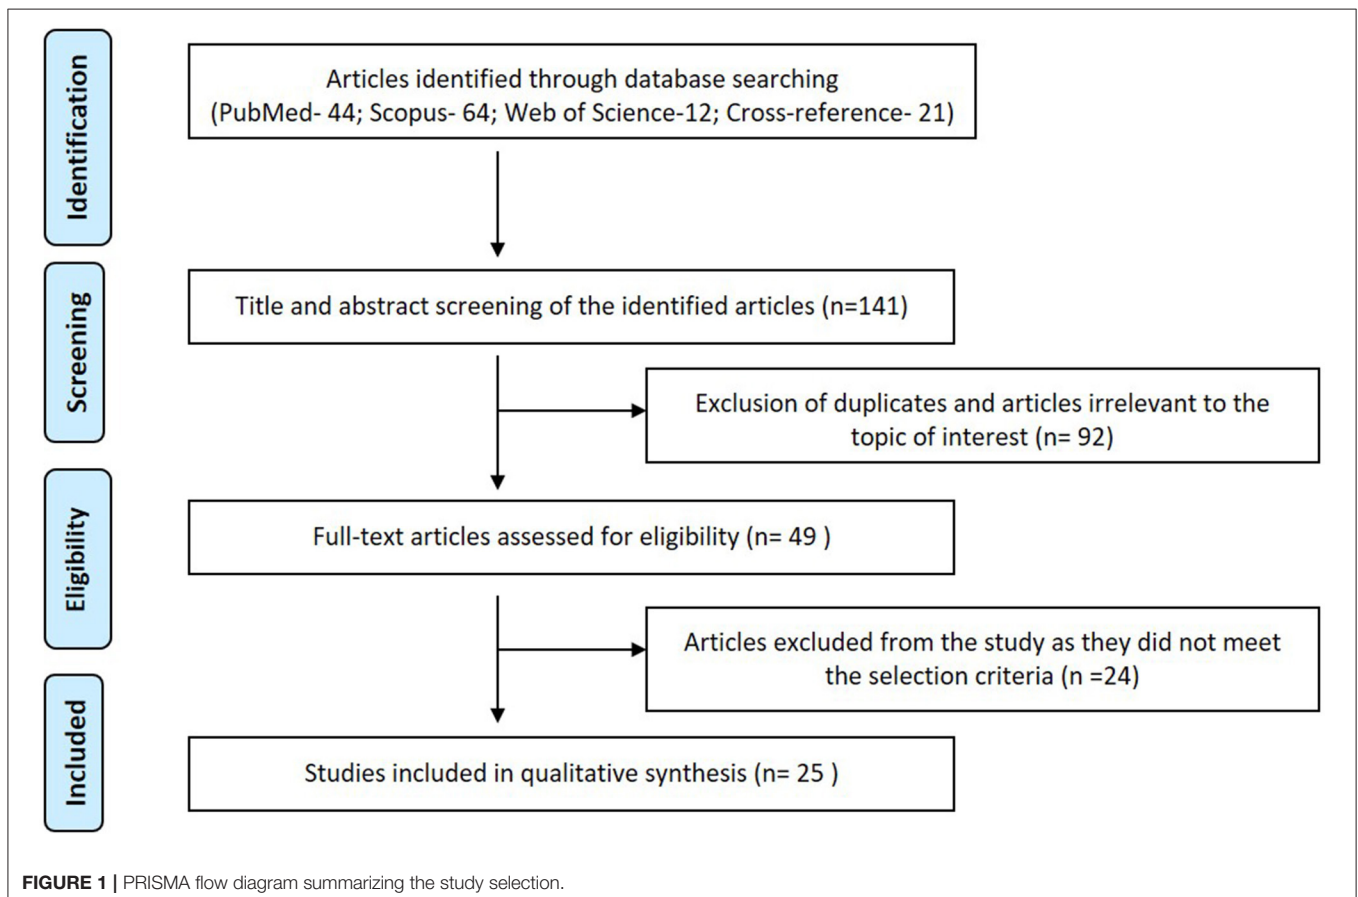 Identification
Articles identified through database searching
(PubMed- 44; Scopus- 64; Web of Science-12; Cross-reference- 21)
Screening
Title and abstract screening of the identified articles (n=141)
Exclusion of duplicates and articles irrelevant to the
topic of interest (n= 92)
Eligibility
Full-text articles assessed for eligibility (n= 49 )
Articles excluded from the study as they did not meet
the selection criteria (n =24)
Included
Studies included in qualitative synthesis (n= 25 )
FIGURE 1 | PRISMA flow diagram summarizing the study selection.